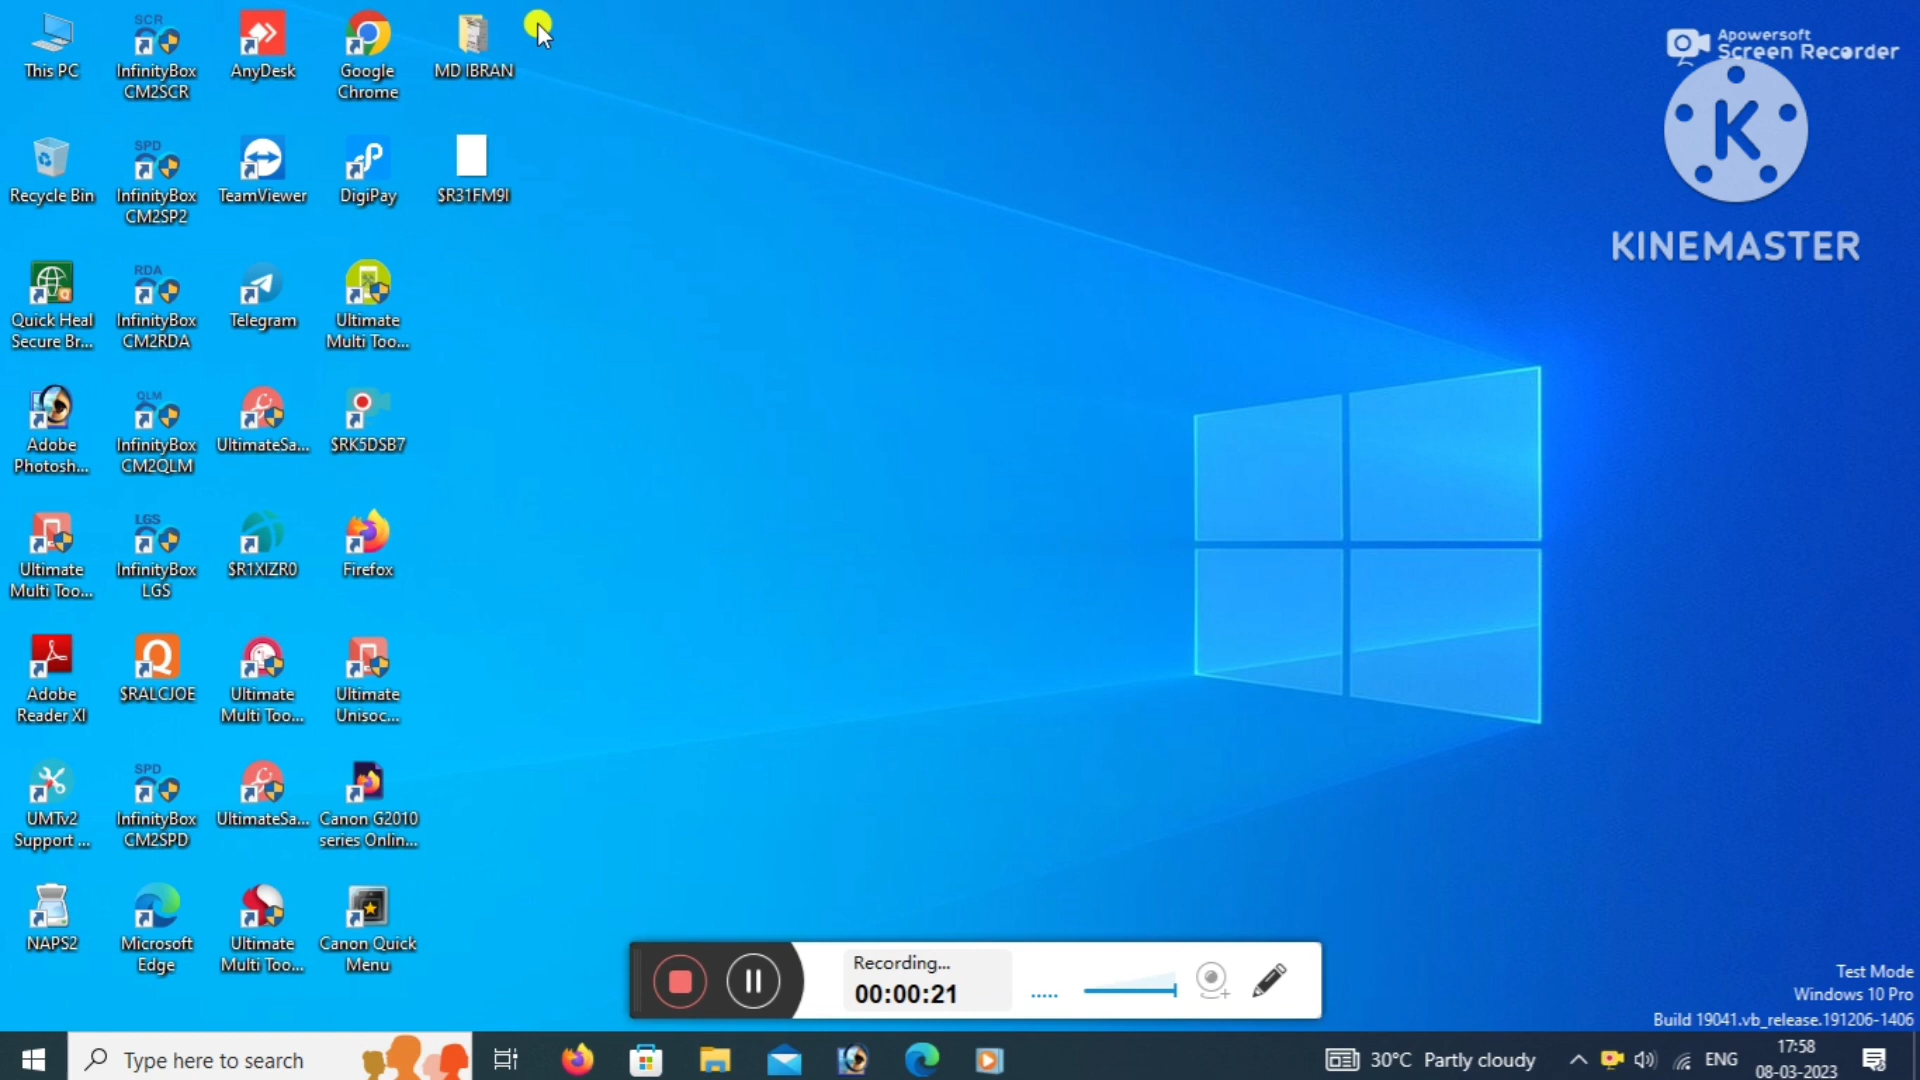 This PC
InfinityBox
CM2SCR
AnyDesk
Google
Chrome
MD IBRAN
Apowersoft
Screen Recorder
KINEMASTER
Recycle Bin
SPD
InfinityBox
CM2SP2
TeamViewer
DigiPay
$R31FM9I
SCR
Quick Heal
Secure Br...
RDA
InfinityBox
CM2RDA
Telegram
Ultimate
Multi Too...
Adobe
Photosh...
QLM
InfinityBox
CM2QLM
UltimateSa...
$RK5DSB7
Ultimate
Multi Too...
LGS
InfinityBox
LGS
$R1XIZR0
Firefox
Adobe
Reader XI
$RALCJOE
Ultimate
Multi Too...
Ultimate
Unisoc...
UMTv2
Support ...
SPD
InfinityBox
CM2SPD
UltimateSa...
Canon G2010
series Onlin...
NAPS2
Microsoft
Edge
Ultimate
Multi Too...
Canon Quick
Menu
Recording...
00:00:21
Test Mode
Windows 10 Pro
Build 19041.vb_release.191206-1406
Type here to search
30°C Partly cloudy
ENG
17:58
08-03-2023